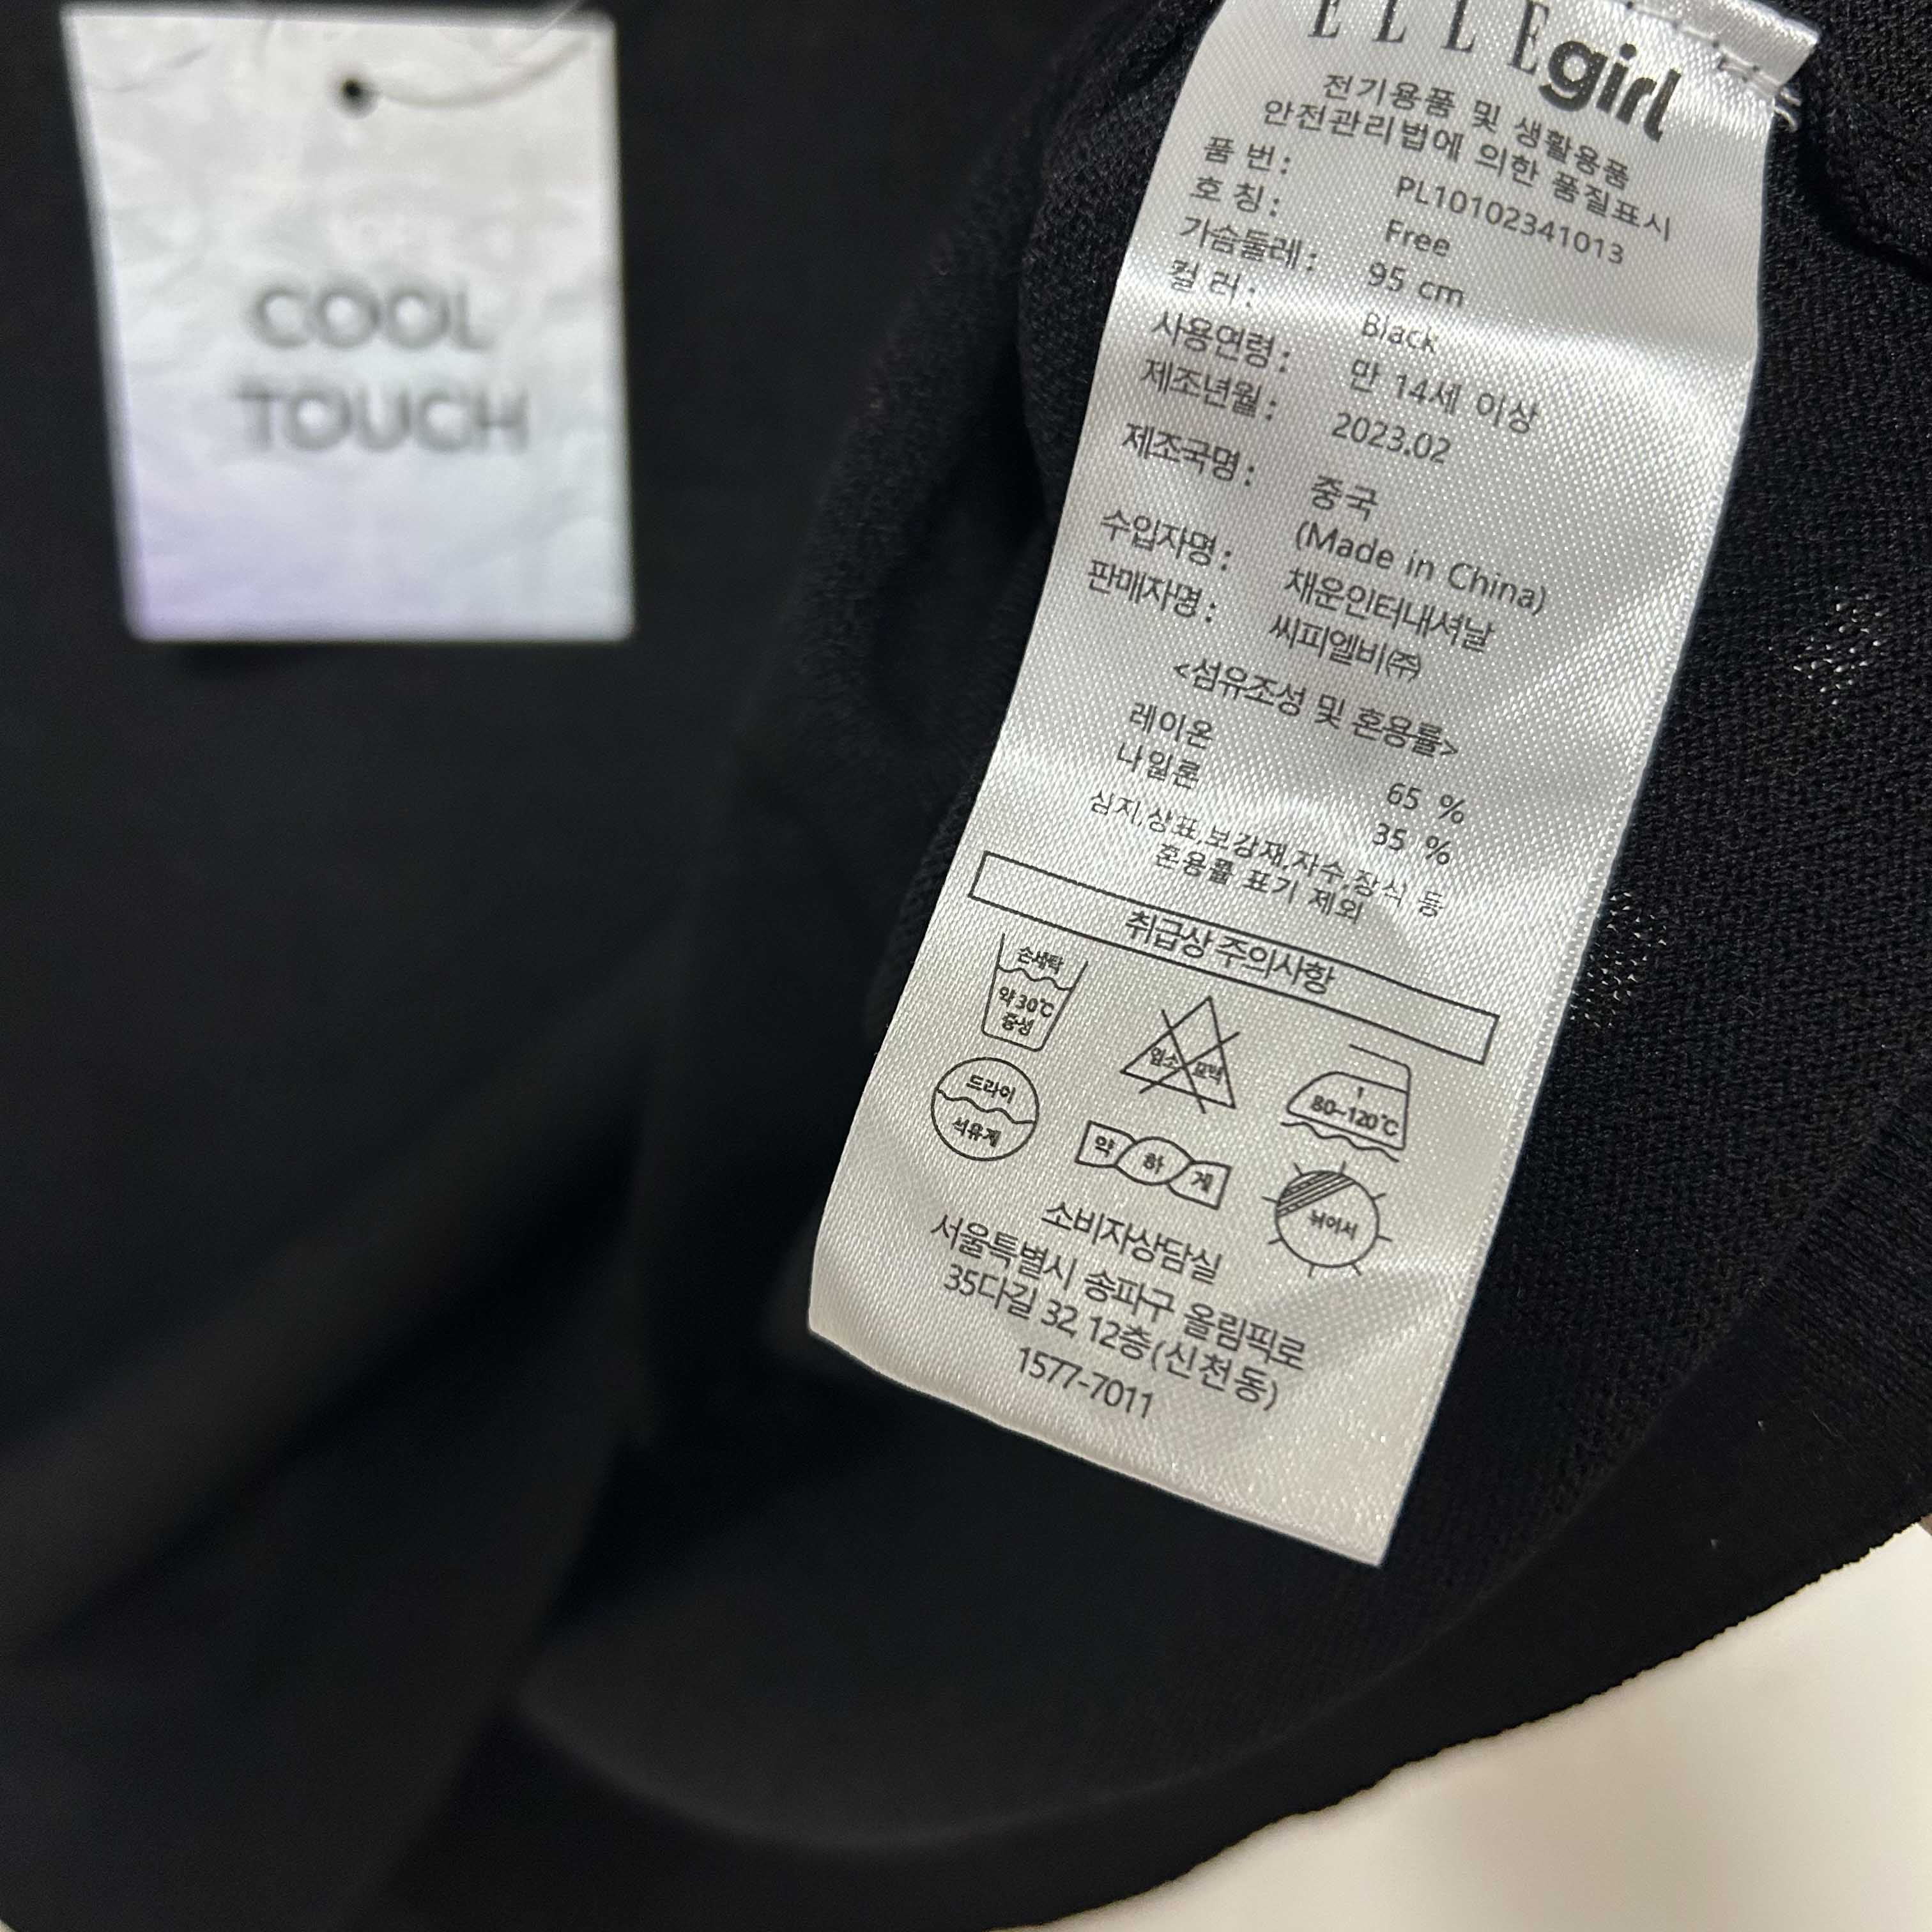 COOL
TOUCH
ELLE girl
전기용품 및 생활용품
안전관리법에 의한 품질표시
품 번: PL10102341013
호 칭: Free
가슴둘레: 95 cm
컬 러: Black
사용연령: 만 14세 이상
제조년월: 2023.02
제조국명: 중국
(Made in China)
수입자명: 채운인터내셔날
판매자명: 씨피엘비㈜
<섬유조성 및 혼용률>
레이온 65 %
나일론 35 %
심지,상표,보강재,자수,장식 등
혼용률 표기 제외
취급상 주의사항
손세탁
약 30℃
중성
염소 표백
1
80~120℃
드라이
석유계
약 하 게
뉘어서
소비자상담실
서울특별시 송파구 올림픽로
35다길 32, 12층(신천동)
1577-7011